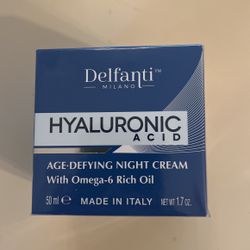 Delfanti™
MILANO
HYALURONIC
ACID
AGE-DEFYING NIGHT CREAM
With Omega-6 Rich Oil
50 ml ℮ MADE IN ITALY NET WT 1.7 OZ.